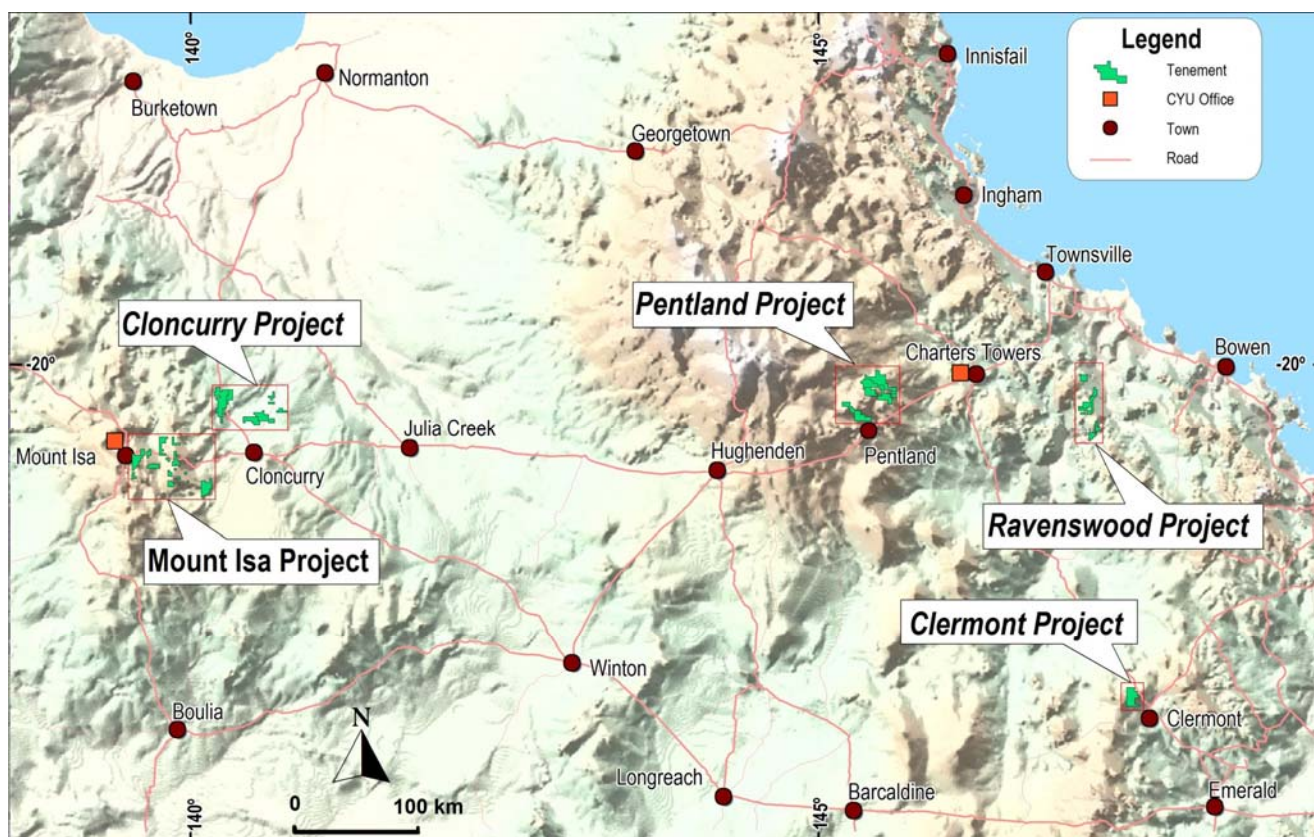 140°
145°
Legend
Tenement
CYU Office
Town
Road
Innisfail
Normanton
Burketown
Georgetown
Ingham
Townsville
Cloncurry Project
Pentland Project
-20°
Charters Towers
Bowen
-20°
Mount Isa
Cloncurry
Julia Creek
Hughenden
Pentland
Ravenswood Project
Mount Isa Project
Clermont Project
Winton
Boulia
N
Clermont
Longreach
Barcaldine
Emerald
0 100 km
140°
145°